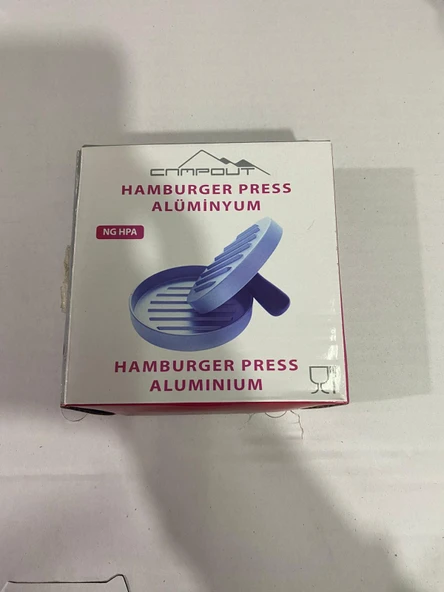 CAMPOUT
HAMBURGER PRESS
ALÜMİNYUM
NG HPA
HAMBURGER PRESS
ALUMINIUM